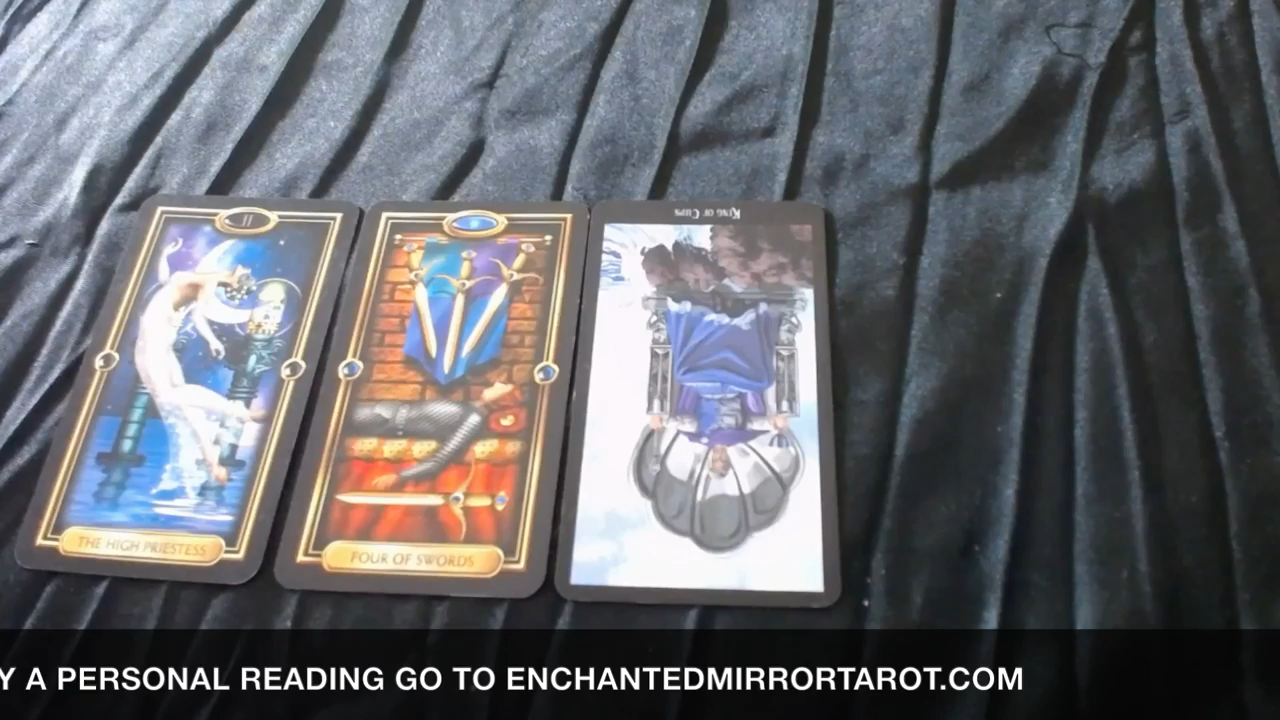 II
THE HIGH PRIESTESS
FOUR OF SWORDS
KING OF CUPS
Y A PERSONAL READING GO TO ENCHANTEDMIRRORTAROT.COM